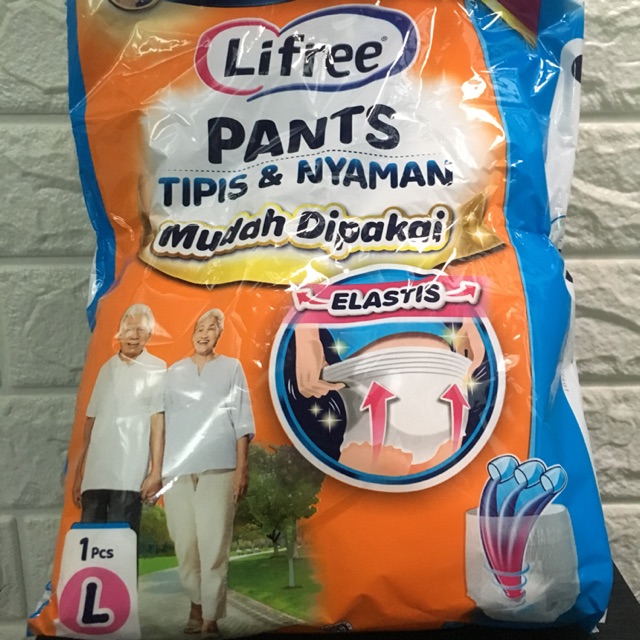 Lifree
PANTS
TIPIS & NYAMAN
Mudah Dipakai
ELASTIS
1 Pcs
L